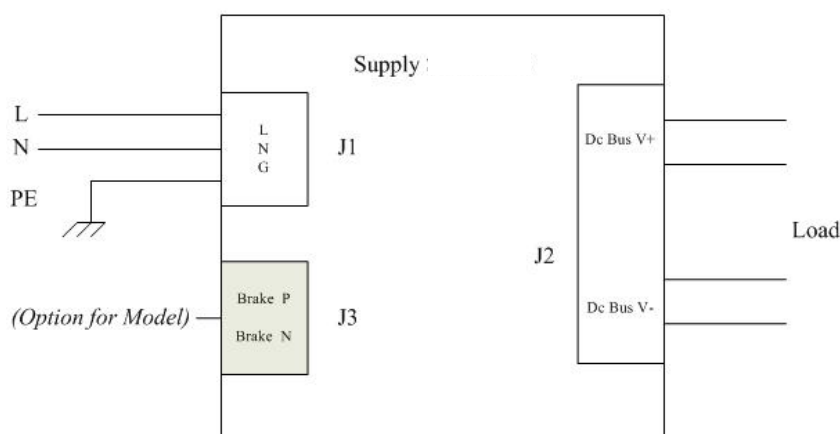 Supply
L
N
PE
L
N
G
J1
Dc Bus V+
Load
J2
Dc Bus V-
(Option for Model)
Brake P
Brake N
J3